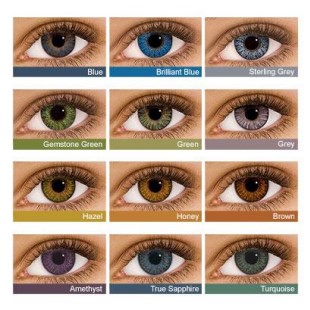 Blue
Brilliant Blue
Sterling Grey
Gemstone Green
Green
Grey
Hazel
Honey
Brown
Amethyst
True Sapphire
Turquoise